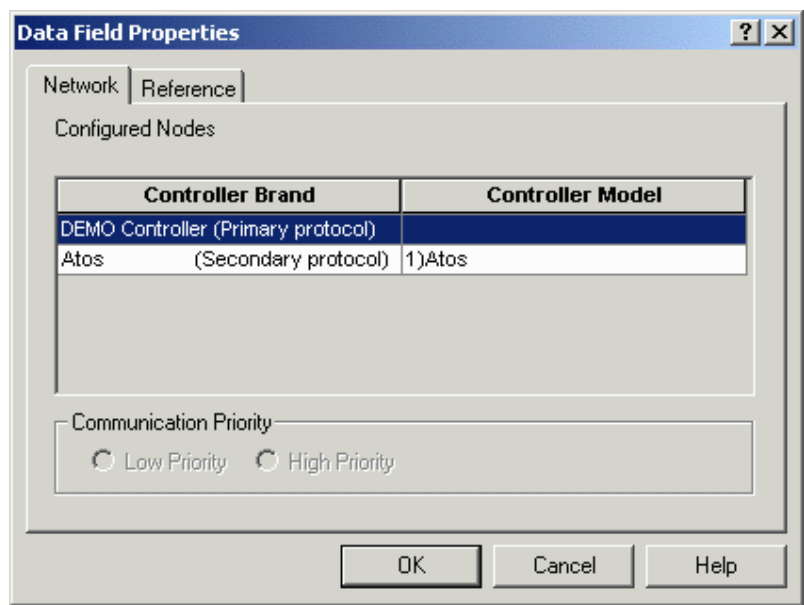 Data Field Properties ? X
Network Reference
Configured Nodes
Controller Brand Controller Model
DEMO Controller (Primary protocol)
Atos (Secondary protocol) 1)Atos
Communication Priority
Low Priority High Priority
OK Cancel Help